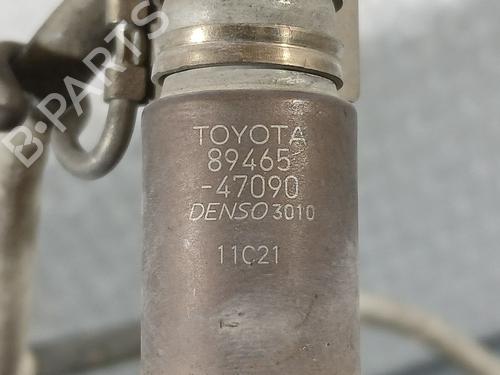 B-PARTS
TOYOTA
89465
-47090
DENSO 3010
11C21